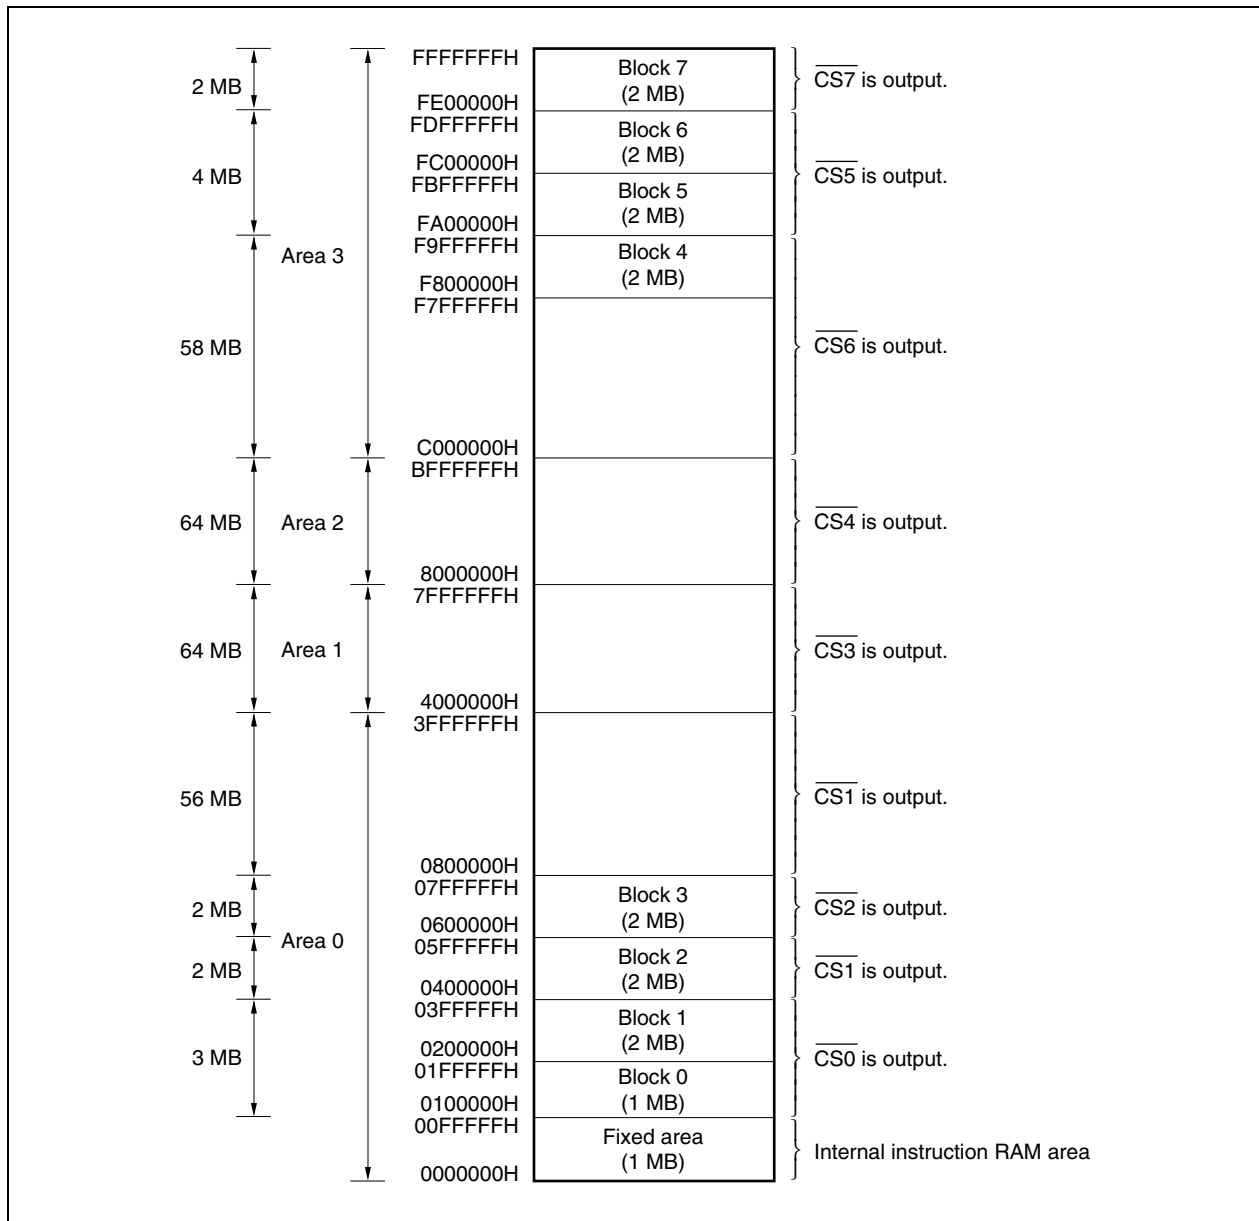 FFFFFFFH
Block 7
(2 MB)
2 MB
CS7 is output.
FE00000H
FDFFFFFH
Block 6
(2 MB)
FC00000H
FBFFFFFH
4 MB
CS5 is output.
Block 5
(2 MB)
FA00000H
F9FFFFFH
Area 3
Block 4
(2 MB)
F800000H
F7FFFFFH
58 MB
CS6 is output.
C000000H
BFFFFFFH
64 MB
Area 2
CS4 is output.
8000000H
7FFFFFFH
64 MB
Area 1
CS3 is output.
4000000H
3FFFFFFH
56 MB
CS1 is output.
0800000H
07FFFFFH
Block 3
(2 MB)
2 MB
CS2 is output.
0600000H
05FFFFFH
Area 0
Block 2
(2 MB)
2 MB
CS1 is output.
0400000H
03FFFFFH
Block 1
(2 MB)
3 MB
0200000H
01FFFFFH
CS0 is output.
Block 0
(1 MB)
0100000H
00FFFFFH
Fixed area
(1 MB)
Internal instruction RAM area
0000000H